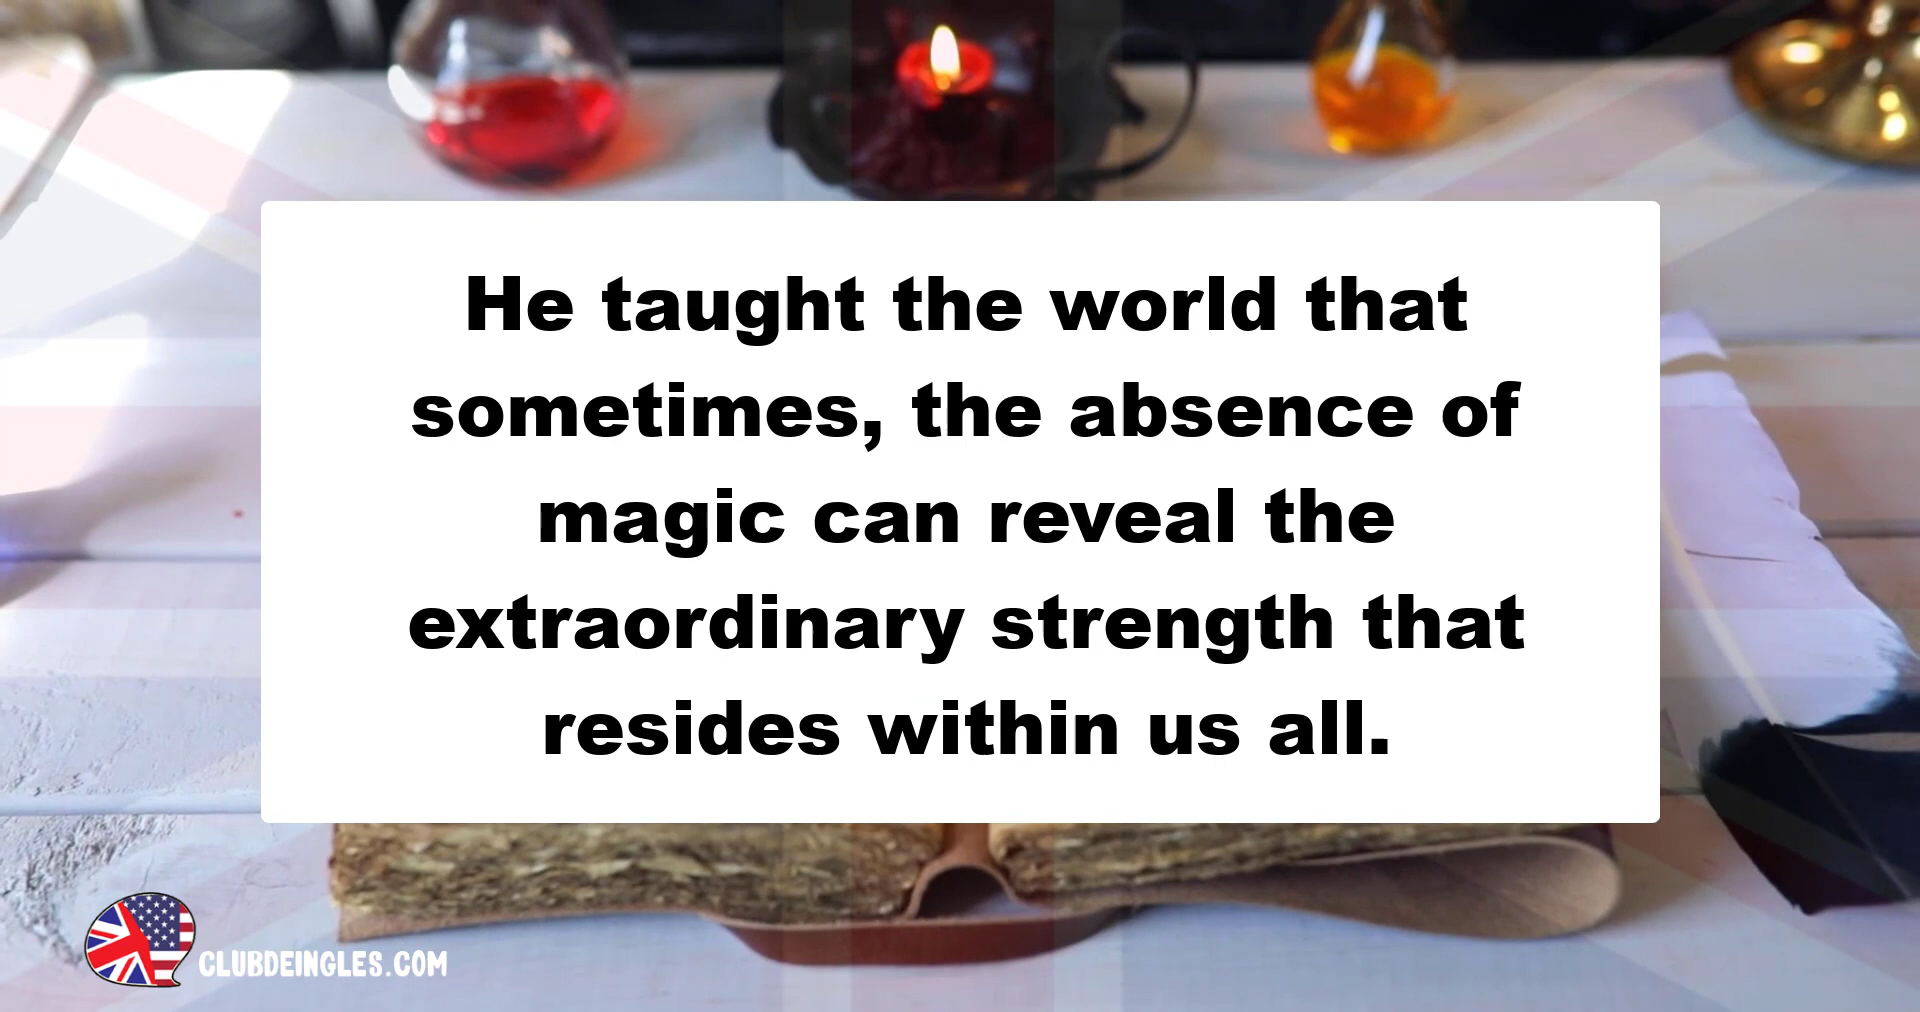 He taught the world that
sometimes, the absence of
magic can reveal the
extraordinary strength that
resides within us all.
CLUBDEINGLES.COM